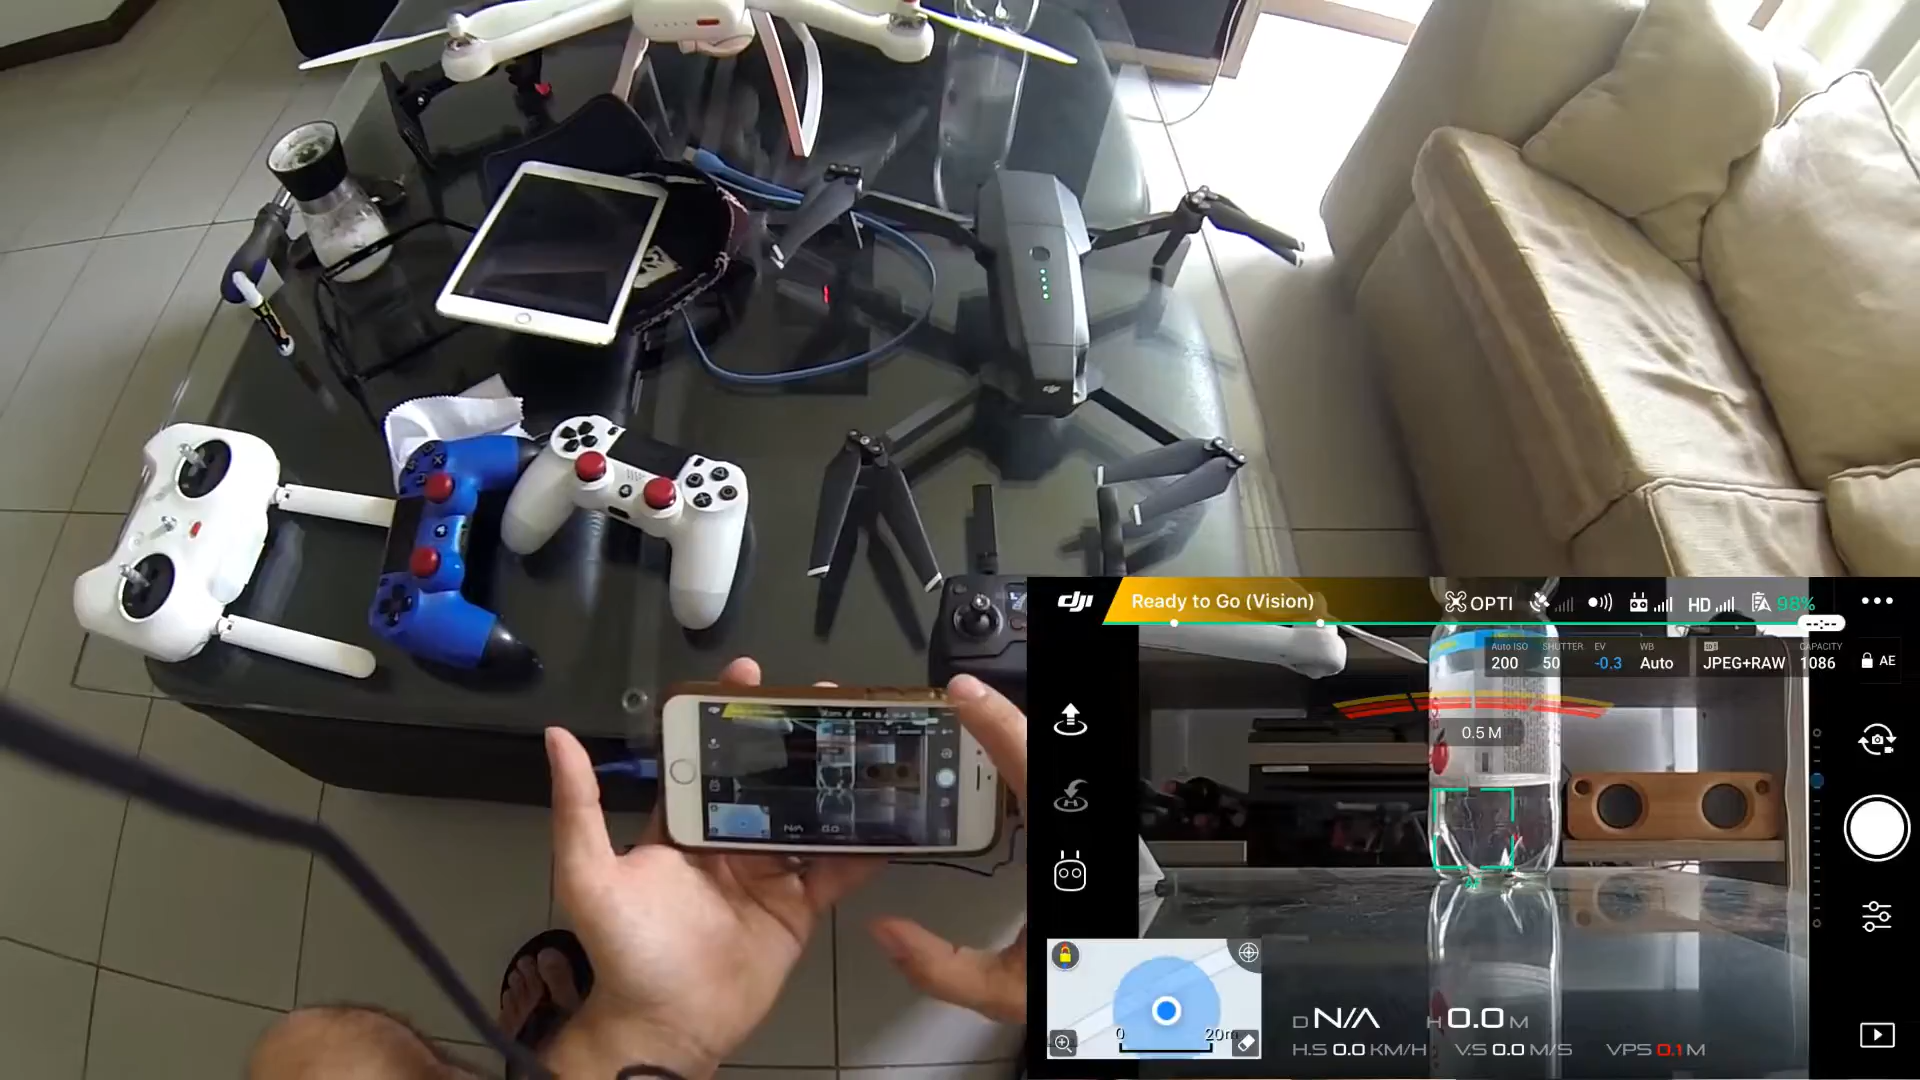 dji Ready to Go (Vision) OPTI HD 98%
--:--
Auto ISO SHUTTER EV WB CAPACITY
200 50 -0.3 Auto JPEG+RAW 1086 AE
0.5 M
0 20m
D N/A H 0.0 M
H.S 0.0 KM/H V.S 0.0 M/S VPS 0.1 M